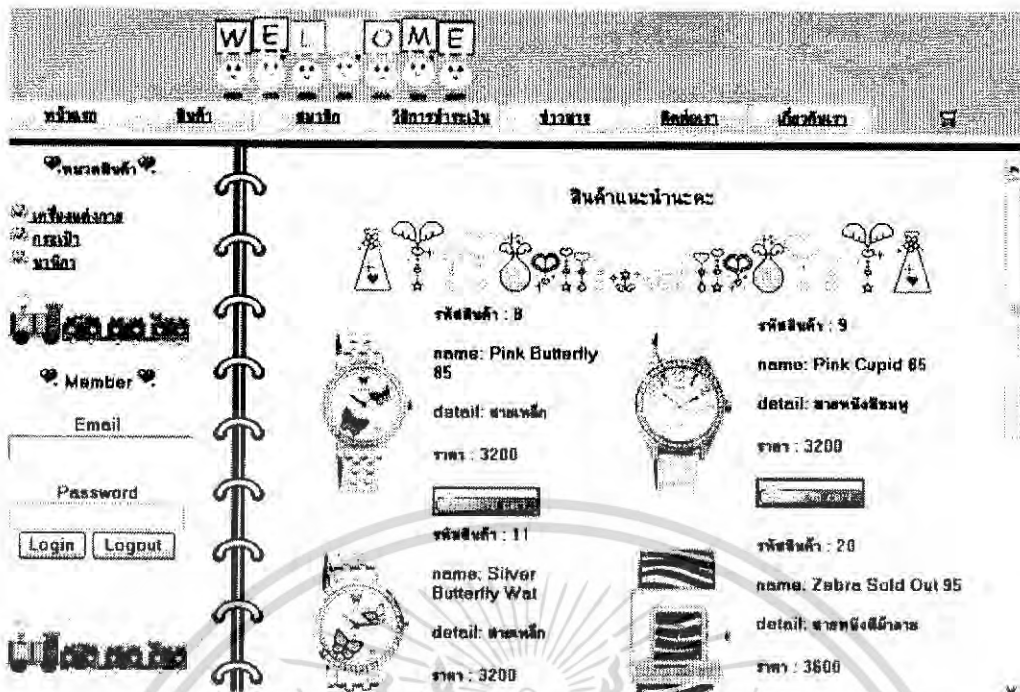 WEL OME
หน้าแรก สินค้า สมาชิก วิธีการชำระเงิน ข่าวสาร ติดต่อเรา เกี่ยวกับเรา
หมวดสินค้า
เครื่องแต่งกาย
กระเป๋า
นาฬิกา
Member
Email
Password
Login Logout
สินค้าแนะนำนะคะ
รหัสสินค้า : 8
name: Pink Butterfly
85
detail: สายเหล็ก
ราคา : 3200
รหัสสินค้า : 9
name: Pink Cupid 85
detail: สายหนังสีชมพู
ราคา : 3200
รหัสสินค้า : 11
name: Silver
Butterfly Wat
detail: สายเหล็ก
ราคา : 3200
รหัสสินค้า : 20
name: Zebra Sold Out 95
detail: สายหนังสีม้าลาย
ราคา : 3600